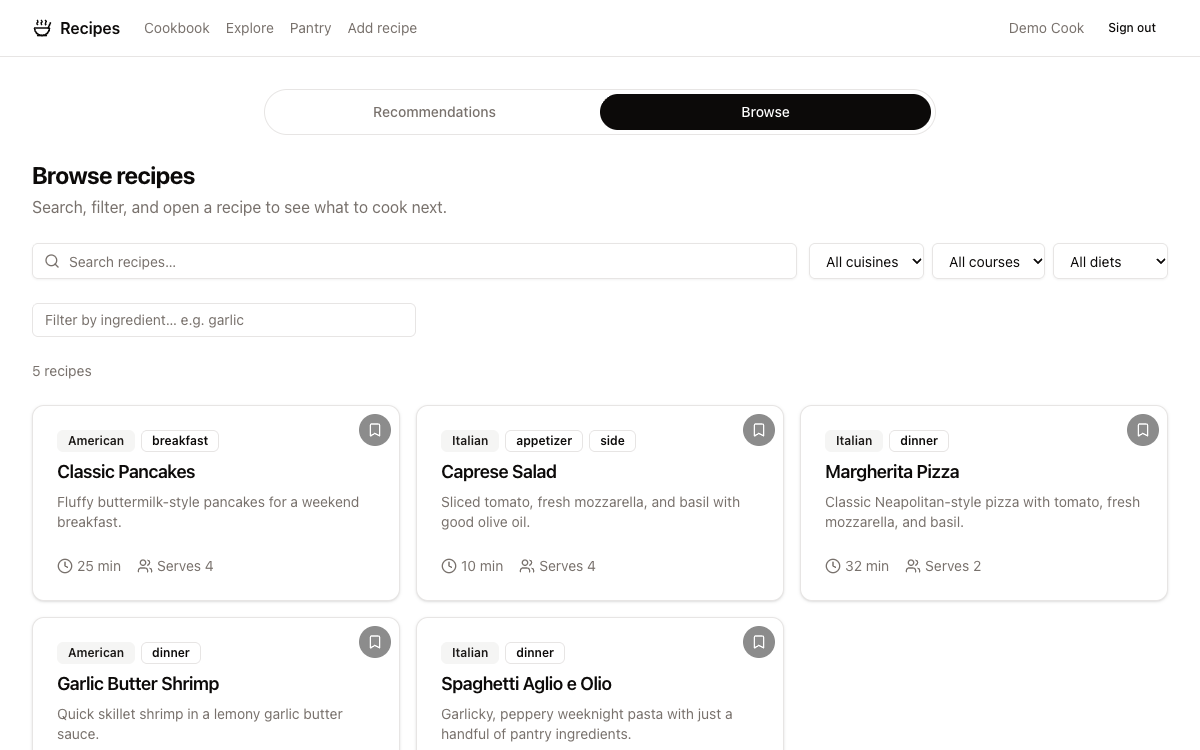 Recipes
Cookbook
Explore
Pantry
Add recipe
Demo Cook
Sign out
Recommendations
Browse
Browse recipes
Search, filter, and open a recipe to see what to cook next.
Search recipes...
All cuisines
All courses
All diets
Filter by ingredient... e.g. garlic
5 recipes
American
breakfast
Classic Pancakes
Fluffy buttermilk-style pancakes for a weekend
breakfast.
25 min
Serves 4
Italian
appetizer
side
Caprese Salad
Sliced tomato, fresh mozzarella, and basil with
good olive oil.
10 min
Serves 4
Italian
dinner
Margherita Pizza
Classic Neapolitan-style pizza with tomato, fresh
mozzarella, and basil.
32 min
Serves 2
American
dinner
Garlic Butter Shrimp
Quick skillet shrimp in a lemony garlic butter
sauce.
Italian
dinner
Spaghetti Aglio e Olio
Garlicky, peppery weeknight pasta with just a
handful of pantry ingredients.